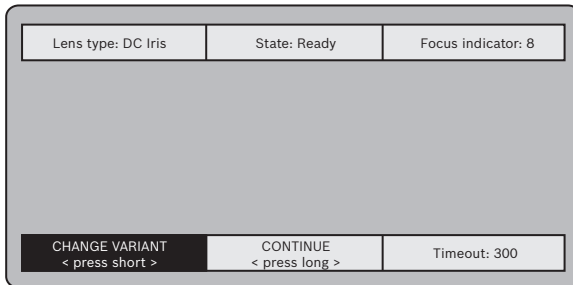 Lens type: DC Iris
State: Ready
Focus indicator: 8
CHANGE VARIANT
< press short >
CONTINUE
< press long >
Timeout: 300